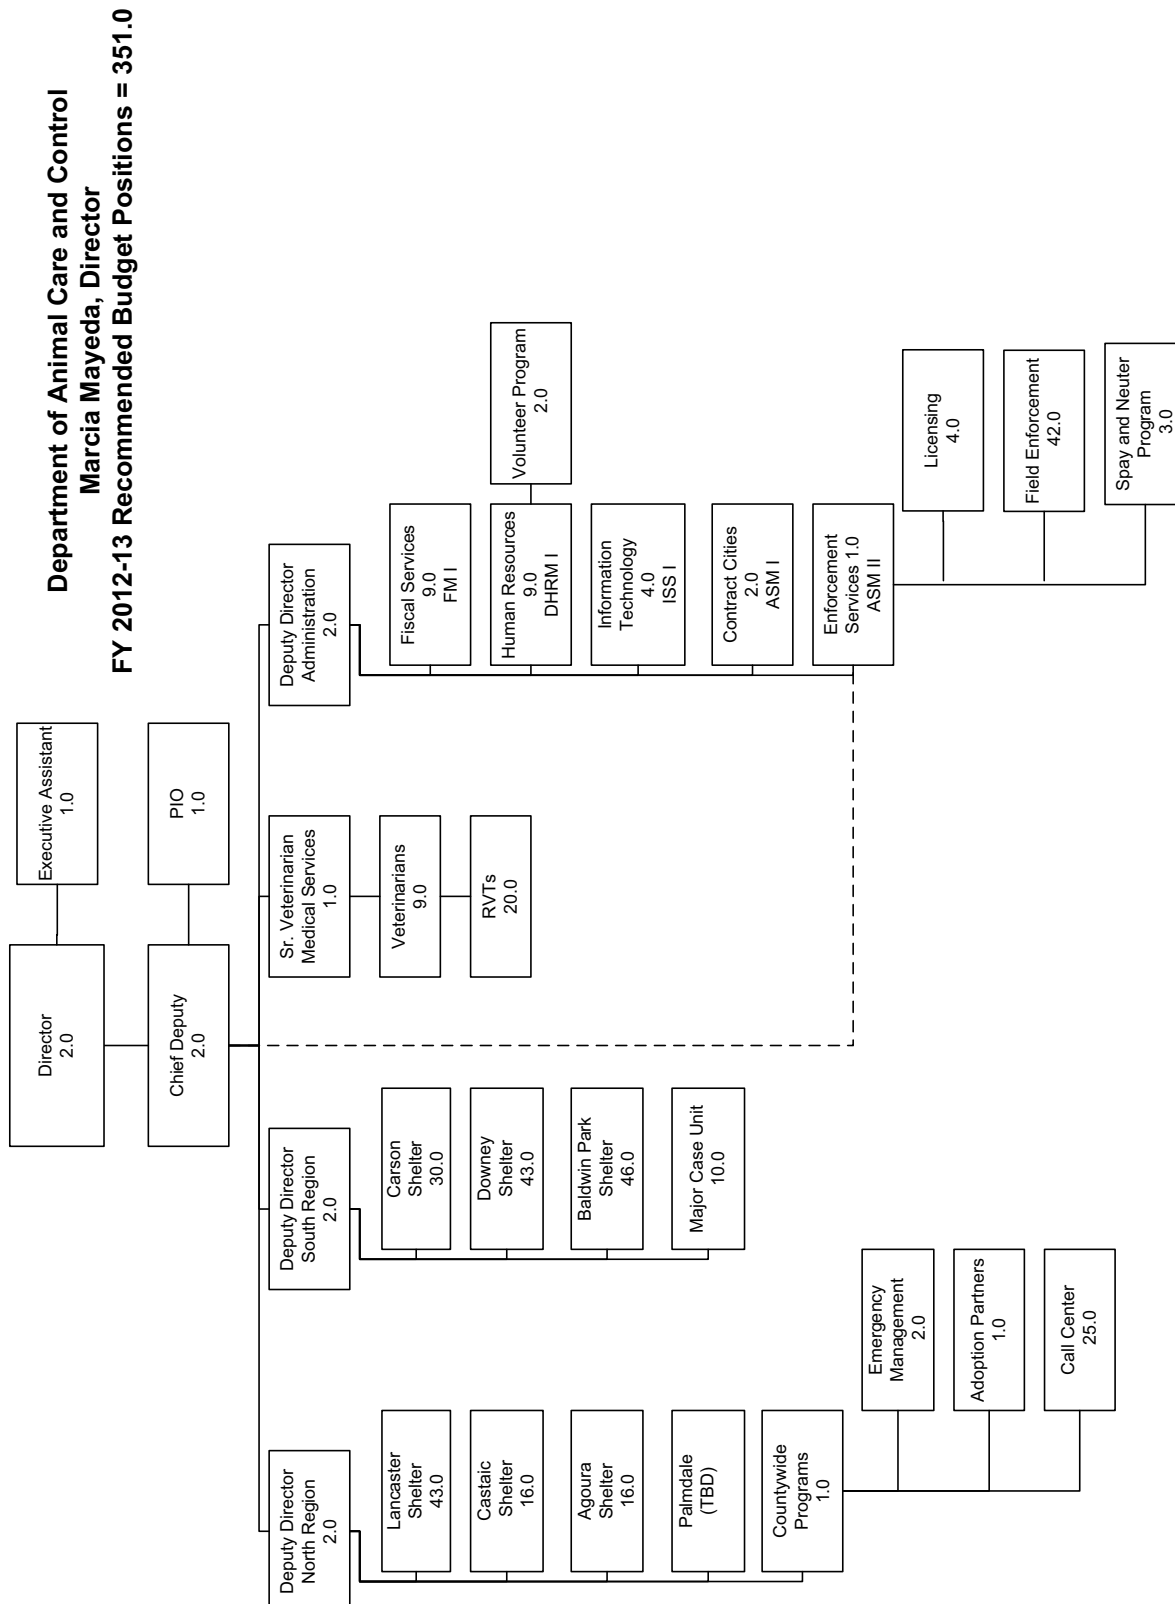 Department of Animal Care and Control
Marcia Mayeda, Director
FY 2012-13 Recommended Budget Positions = 351.0
Director
2.0
Executive Assistant
1.0
Chief Deputy
2.0
PIO
1.0
Deputy Director
North Region
2.0
Lancaster
Shelter
43.0
Castaic
Shelter
16.0
Agoura
Shelter
16.0
Palmdale
(TBD)
Countywide
Programs
1.0
Emergency
Management
2.0
Adoption Partners
1.0
Call Center
25.0
Deputy Director
South Region
2.0
Carson
Shelter
30.0
Downey
Shelter
43.0
Baldwin Park
Shelter
46.0
Major Case Unit
10.0
Sr. Veterinarian
Medical Services
1.0
Veterinarians
9.0
RVTs
20.0
Deputy Director
Administration
2.0
Fiscal Services
9.0
FM I
Human Resources
9.0
DHRM I
Volunteer Program
2.0
Information
Technology
4.0
ISS I
Contract Cities
2.0
ASM I
Enforcement
Services 1.0
ASM II
Licensing
4.0
Field Enforcement
42.0
Spay and Neuter
Program
3.0